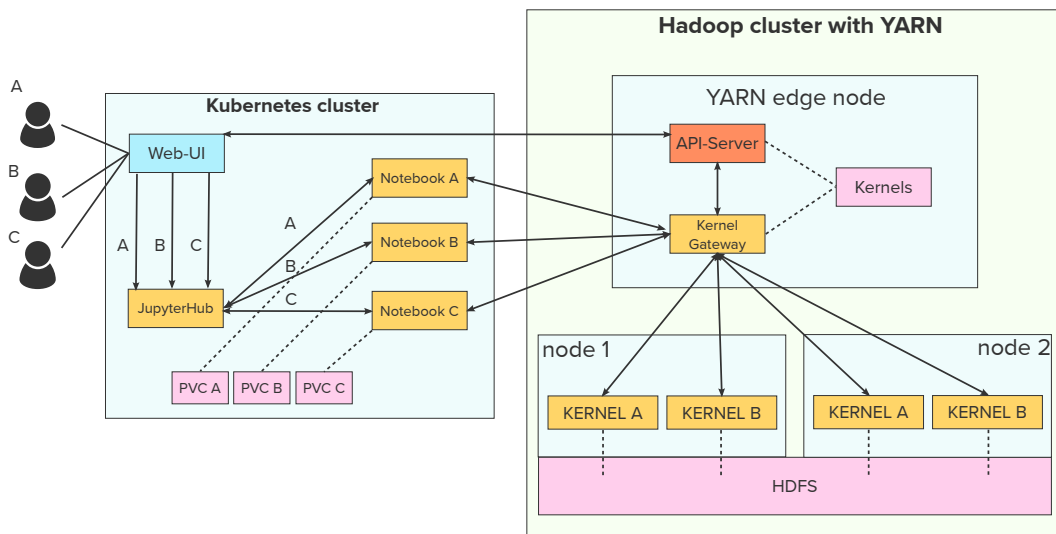 Hadoop cluster with YARN
A
Kubernetes cluster
YARN edge node
Web-UI
API-Server
B
Notebook A
Kernels
C
A
Kernel
Gateway
Notebook B
A
B
C
B
C
JupyterHub
Notebook C
node 1
node 2
PVC A
PVC B
PVC C
KERNEL A
KERNEL B
KERNEL A
KERNEL B
HDFS